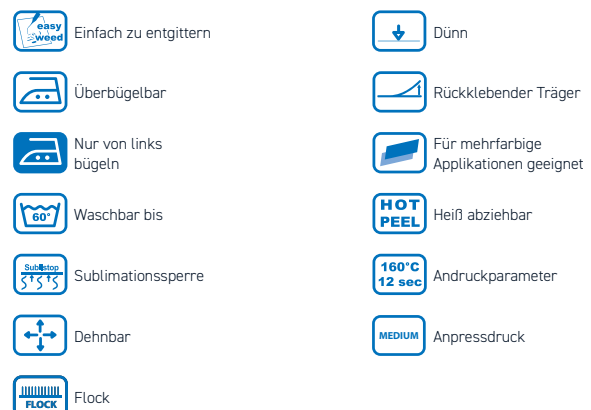 easy
weed
Einfach zu entgittern
Überbügelbar
Nur von links
bügeln
60°
Waschbar bis
Substop
Sublimationssperre
Dehnbar
FLOCK
Flock
Dünn
Rückklebender Träger
Für mehrfarbige
Applikationen geeignet
HOT
PEEL
Heiß abziehbar
160°C
12 sec
Andruckparameter
MEDIUM
Anpressdruck